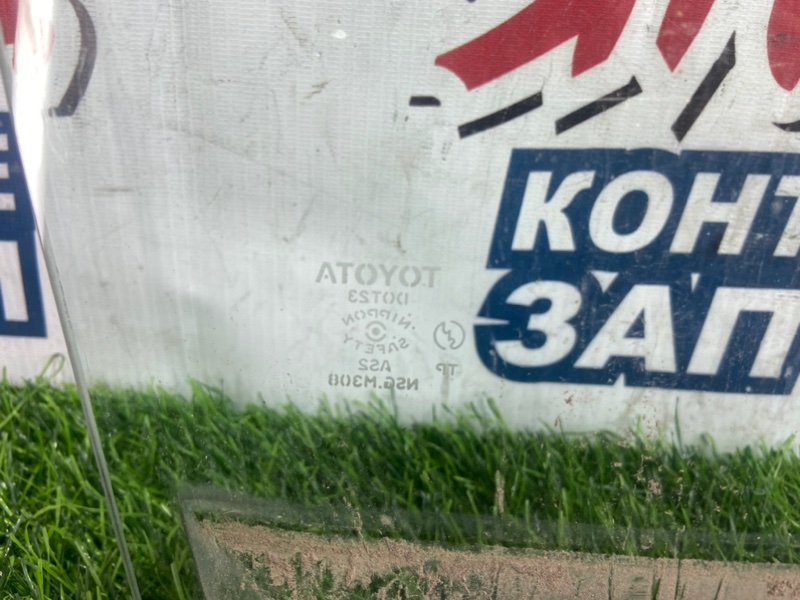 КОНТ
ЗАП
TOYOTA
DOT23
NIPPON
SAFETY
AS2
TP
NSG.M308